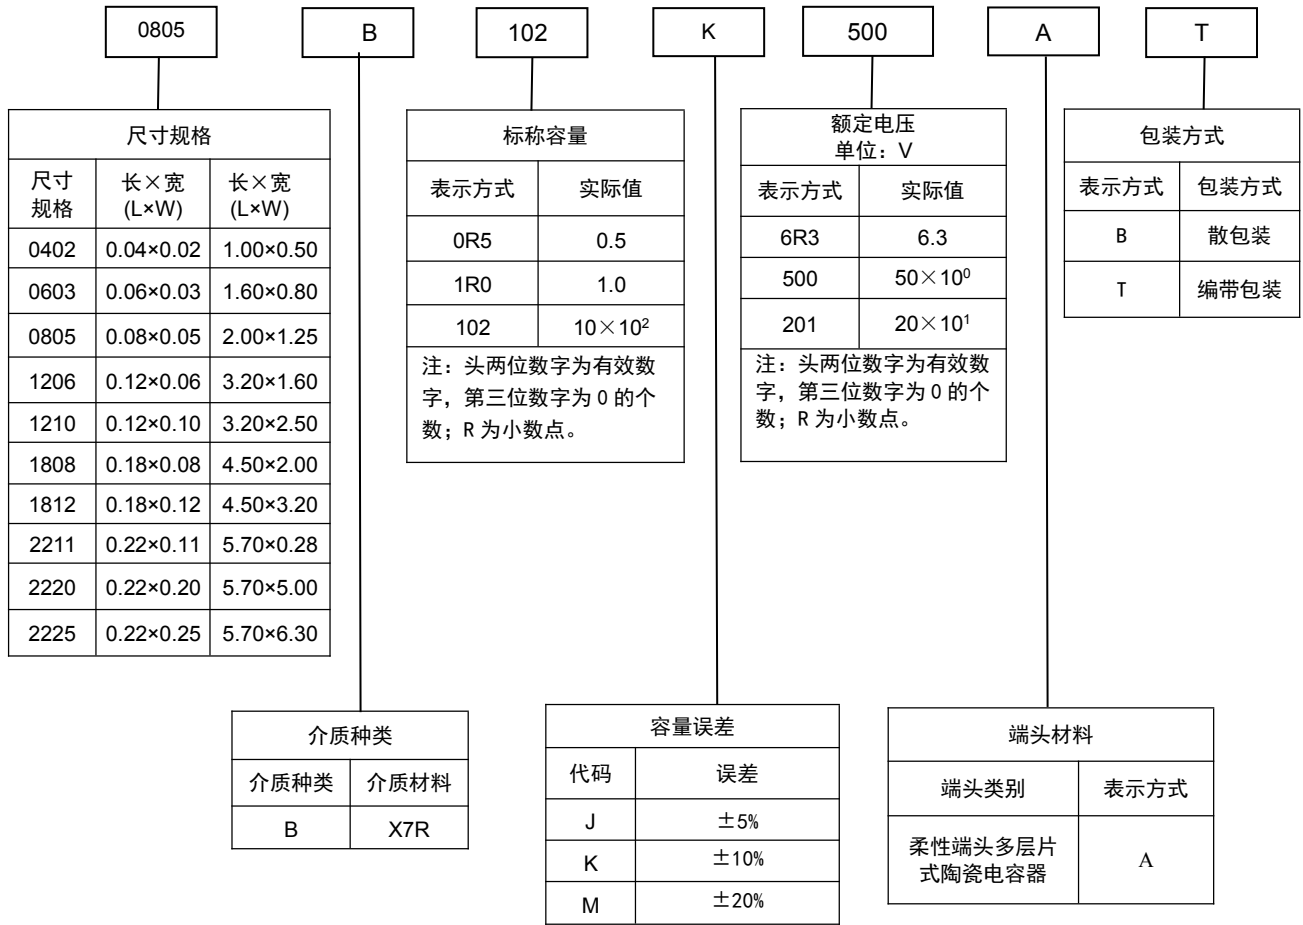 0805 B 102 K 500 A T
尺寸规格
尺寸 长×宽 长×宽
规格 (L×W) (L×W)
0402 0.04×0.02 1.00×0.50
0603 0.06×0.03 1.60×0.80
0805 0.08×0.05 2.00×1.25
1206 0.12×0.06 3.20×1.60
1210 0.12×0.10 3.20×2.50
1808 0.18×0.08 4.50×2.00
1812 0.18×0.12 4.50×3.20
2211 0.22×0.11 5.70×0.28
2220 0.22×0.20 5.70×5.00
2225 0.22×0.25 5.70×6.30
标称容量
表示方式 实际值
0R5 0.5
1R0 1.0
102 10×10²
注：头两位数字为有效数
字，第三位数字为 0 的个
数；R 为小数点。
额定电压
单位：V
表示方式 实际值
6R3 6.3
500 50×10⁰
201 20×10¹
注：头两位数字为有效数
字，第三位数字为 0 的个
数；R 为小数点。
包装方式
表示方式 包装方式
B 散包装
T 编带包装
介质种类
介质种类 介质材料
B X7R
容量误差
代码 误差
J ±5%
K ±10%
M ±20%
端头材料
端头类别 表示方式
柔性端头多层片
式陶瓷电容器 A